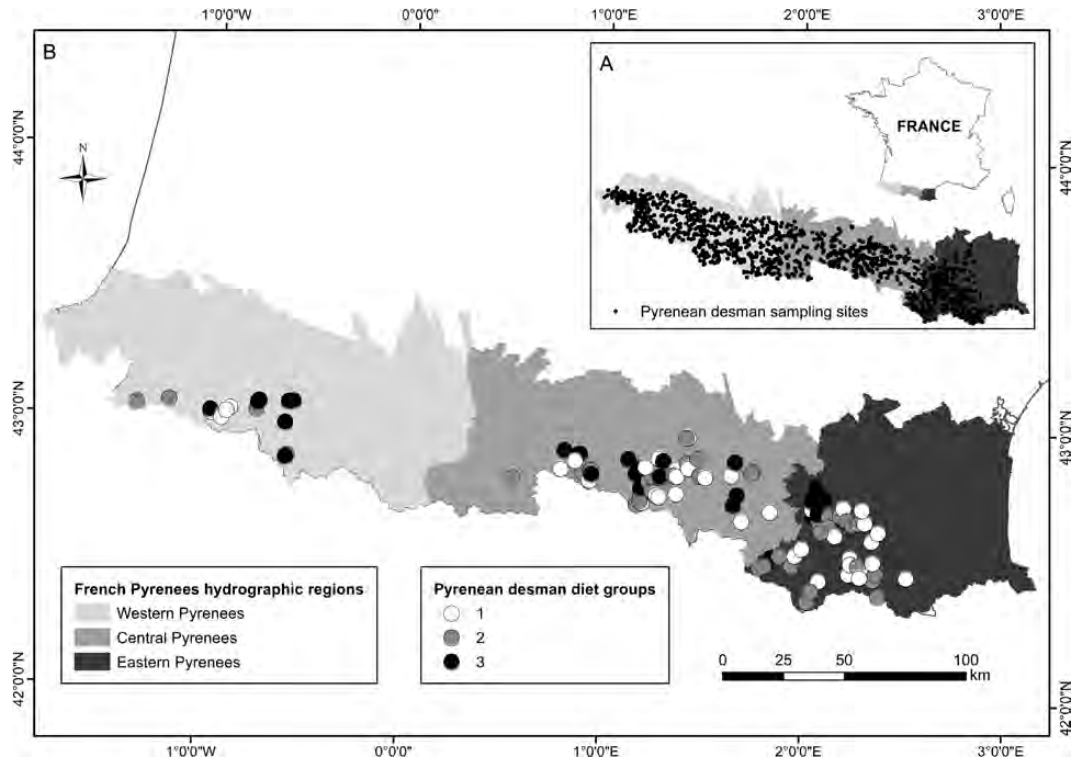 1°0'0"W 0°0'0" 1°0'0"E 2°0'0"E 3°0'0"E
B
A
FRANCE
N
44°0'0"N
44°0'0"N
Pyrenean desman sampling sites
43°0'0"N
43°0'0"N
French Pyrenees hydrographic regions
Western Pyrenees
Central Pyrenees
Eastern Pyrenees
Pyrenean desman diet groups
1
2
3
0 25 50 100
km
42°0'0"N
42°0'0"N
1°0'0"W 0°0'0" 1°0'0"E 2°0'0"E 3°0'0"E